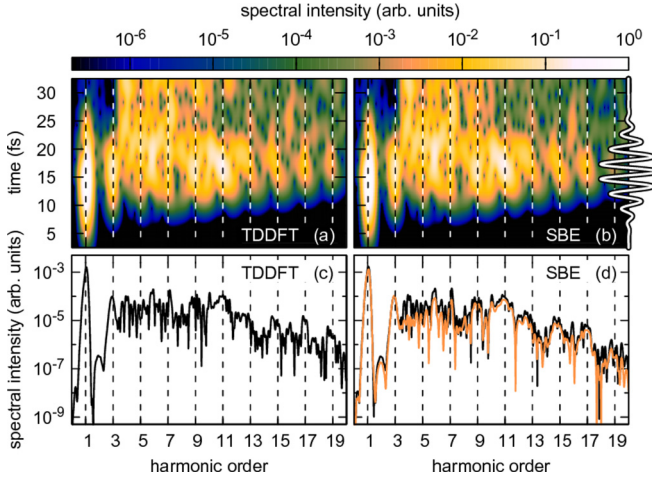 spectral intensity (arb. units)
10^-6 10^-5 10^-4 10^-3 10^-2 10^-1 10^0
time (fs)
30
25
20
15
10
5
TDDFT (a)
SBE (b)
spectral intensity (arb. units)
10^-3
10^-5
10^-7
10^-9
TDDFT (c)
SBE (d)
1 3 5 7 9 11 13 15 17 19
1 3 5 7 9 11 13 15 17 19
harmonic order
harmonic order